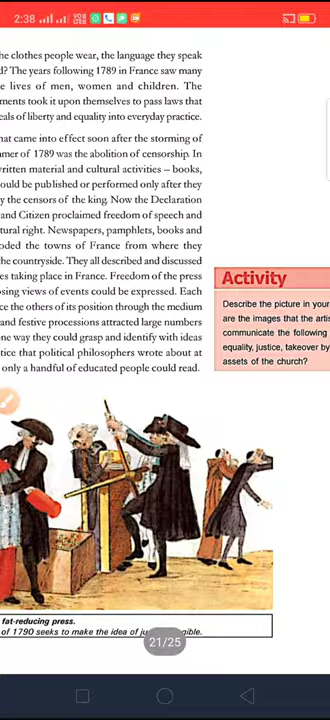 2:38
he clothes people wear, the language they speak
d? The years following 1789 in France saw many
e lives of men, women and children. The
ments took it upon themselves to pass laws that
eals of liberty and equality into everyday practice.
hat came into effect soon after the storming of
mer of 1789 was the abolition of censorship. In
written material and cultural activities – books,
ould be published or performed only after they
y the censors of the king. Now the Declaration
and Citizen proclaimed freedom of speech and
tural right. Newspapers, pamphlets, books and
oded the towns of France from where they
the countryside. They all described and discussed
es taking place in France. Freedom of the press
osing views of events could be expressed. Each
ce the others of its position through the medium
and festive processions attracted large numbers
one way they could grasp and identify with ideas
tice that political philosophers wrote about at
only a handful of educated people could read.
Activity
Describe the picture in your
are the images that the artis
communicate the following
equality, justice, takeover by
assets of the church?
fat-reducing press.
of 1790 seeks to make the idea of ju gible.
21/25